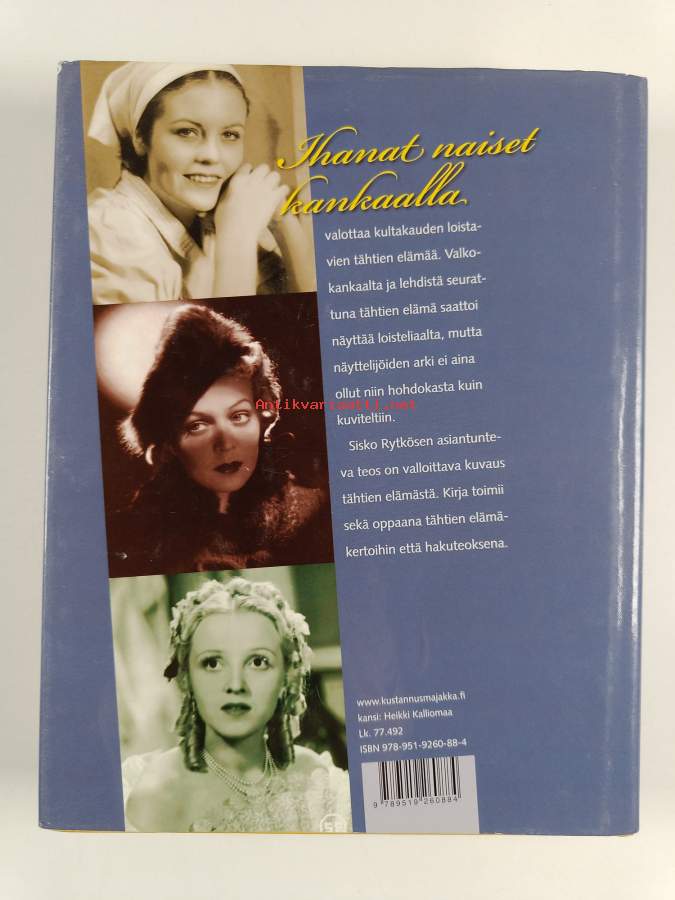 Ihanat naiset
kankaalla
valottaa kultakauden loista-
vien tähtien elämää. Valko-
kankaalta ja lehdistä seurat-
tuna tähtien elämä saattoi
näyttää loisteliaalta, mutta
näyttelijöiden arki ei aina
ollut niin hohdokasta kuin
Antikvariaatti.net
kuviteltiin.
Sisko Rytkösen asiantunte-
va teos on valloittava kuvaus
tähtien elämästä. Kirja toimii
sekä oppaana tähtien elämä-
kertoihin että hakuteoksena.
www.kustannusmajakka.fi
kansi: Heikki Kalliomaa
Lk. 77.492
ISBN 978-951-9260-88-4
9 789519 260884
SF